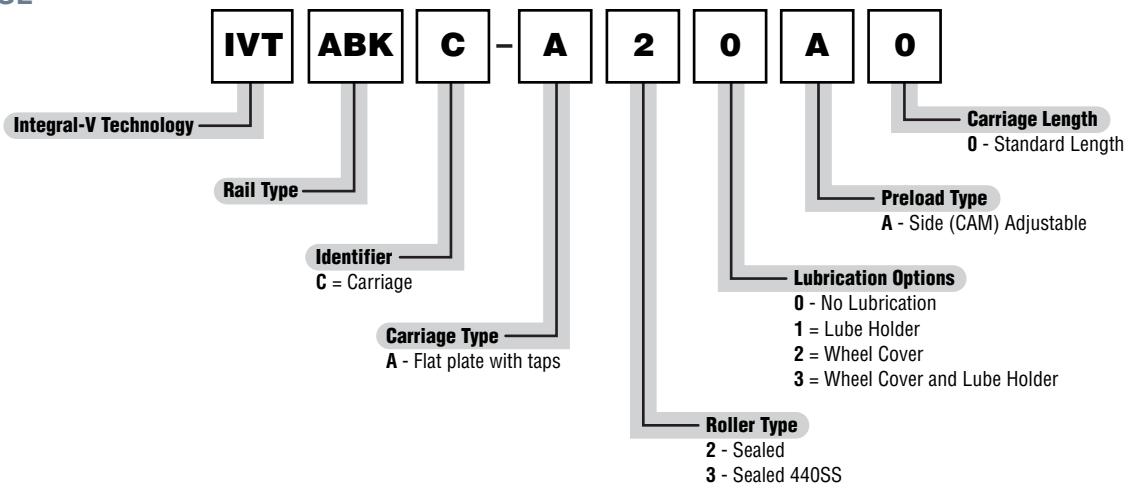 IVT ABK C - A 2 0 A 0
Integral-V Technology
Rail Type
Identifier
C = Carriage
Carriage Type
A - Flat plate with taps
Carriage Length
0 - Standard Length
Preload Type
A - Side (CAM) Adjustable
Lubrication Options
0 - No Lubrication
1 = Lube Holder
2 = Wheel Cover
3 = Wheel Cover and Lube Holder
Roller Type
2 - Sealed
3 - Sealed 440SS